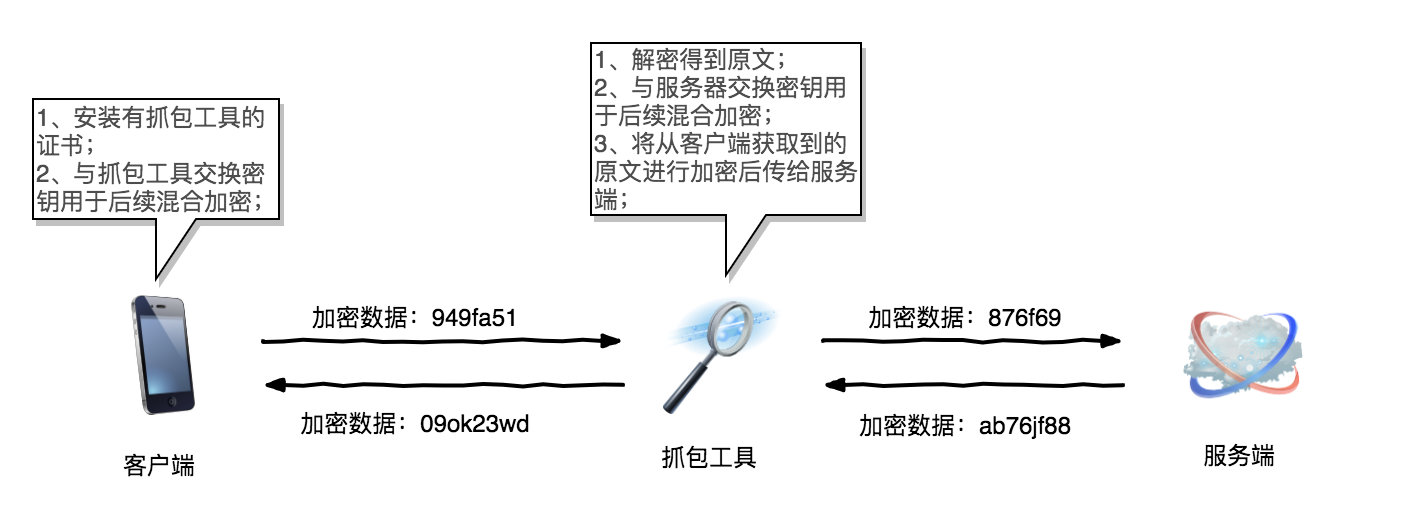 1、安装有抓包工具的
证书；
2、与抓包工具交换密
钥用于后续混合加密；
1、解密得到原文；
2、与服务器交换密钥用
于后续混合加密；
3、将从客户端获取到的
原文进行加密后传给服务
端；
加密数据：949fa51
加密数据：876f69
加密数据：09ok23wd
加密数据：ab76jf88
客户端
抓包工具
服务端